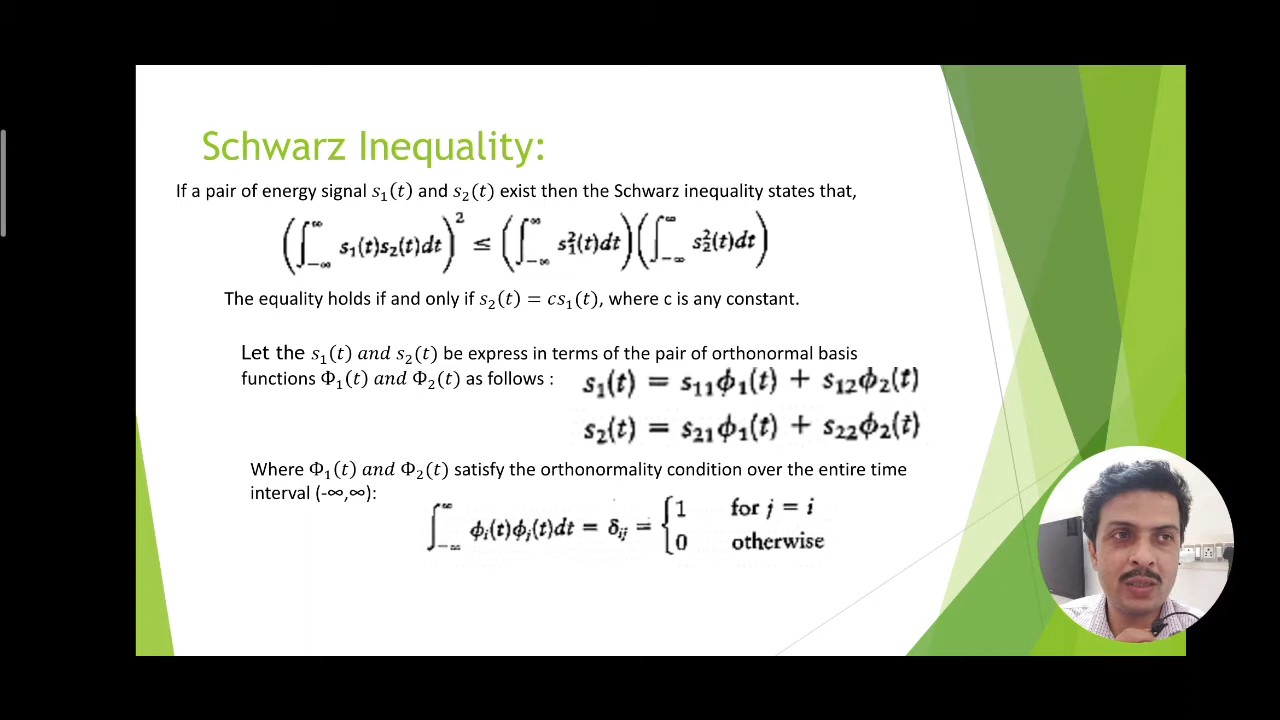 Schwarz Inequality:
If a pair of energy signal s₁(t) and s₂(t) exist then the Schwarz inequality states that,
(∫_{-∞}^{∞} s₁(t)s₂(t)dt)² ≤ (∫_{-∞}^{∞} s₁²(t)dt)(∫_{-∞}^{∞} s₂²(t)dt)
The equality holds if and only if s₂(t) = cs₁(t), where c is any constant.
Let the s₁(t) and s₂(t) be express in terms of the pair of orthonormal basis
functions Φ₁(t) and Φ₂(t) as follows :
s₁(t) = s₁₁ϕ₁(t) + s₁₂ϕ₂(t)
s₂(t) = s₂₁ϕ₁(t) + s₂₂ϕ₂(t)
Where Φ₁(t) and Φ₂(t) satisfy the orthonormality condition over the entire time
interval (-∞,∞):
∫_{-∞}^{∞} ϕᵢ(t)ϕⱼ(t)dt = δᵢⱼ = {1 for j = i
0 otherwise